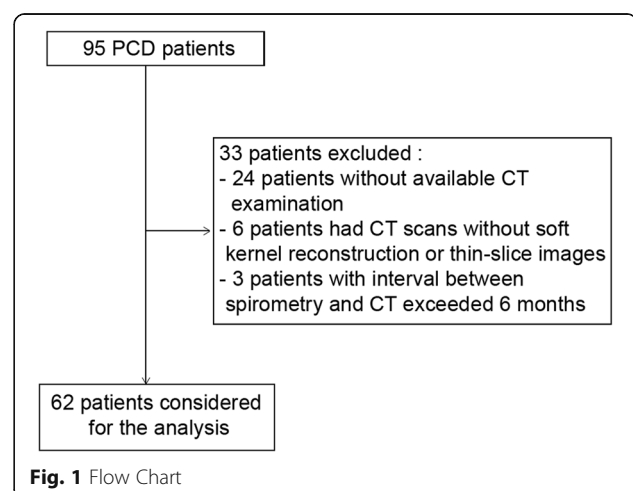 95 PCD patients
33 patients excluded :
- 24 patients without available CT
examination
- 6 patients had CT scans without soft
kernel reconstruction or thin-slice images
- 3 patients with interval between
spirometry and CT exceeded 6 months
62 patients considered
for the analysis
Fig. 1 Flow Chart